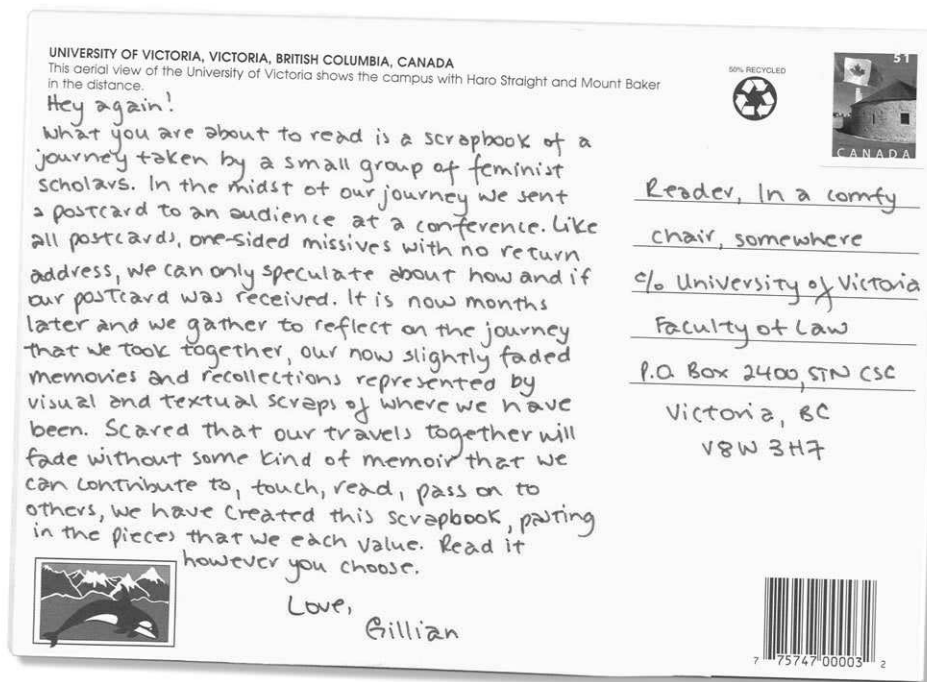 UNIVERSITY OF VICTORIA, VICTORIA, BRITISH COLUMBIA, CANADA
This aerial view of the University of Victoria shows the campus with Haro Straight and Mount Baker
in the distance.
Hey again!
What you are about to read is a scrapbook of a
journey taken by a small group of feminist
scholars. In the midst of our journey we sent
a postcard to an audience at a conference. Like
all postcards, one-sided missives with no return
address, we can only speculate about how and if
our postcard was received. It is now months
later and we gather to reflect on the journey
that we took together, our now slightly faded
memories and recollections represented by
visual and textual scraps of where we have
been. Scared that our travels together will
fade without some kind of memoir that we
can contribute to, touch, read, pass on to
others, we have created this scrapbook, pasting
in the pieces that we each value. Read it
however you choose.
Love,
Gillian
50% RECYCLED
51
CANADA
Reader, In a comfy
chair, somewhere
c/o University of Victoria
Faculty of Law
P.O. Box 2400, STN CSC
Victoria, BC
V8W 3H7
7 75747 00003 2